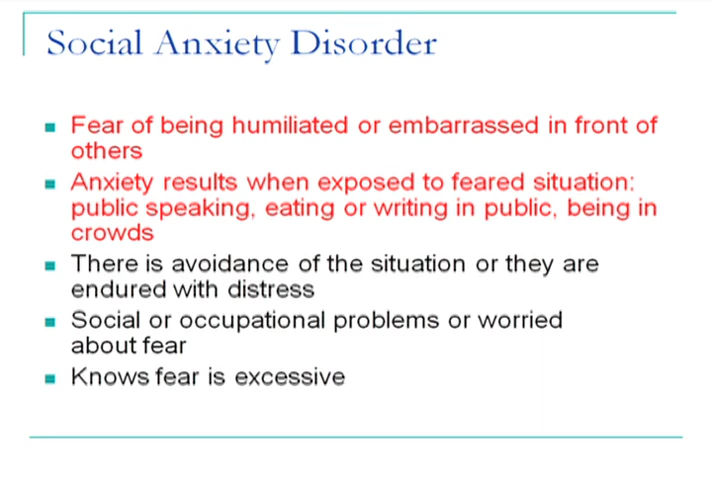 Social Anxiety Disorder
Fear of being humiliated or embarrassed in front of
others
Anxiety results when exposed to feared situation:
public speaking, eating or writing in public, being in
crowds
There is avoidance of the situation or they are
endured with distress
Social or occupational problems or worried
about fear
Knows fear is excessive